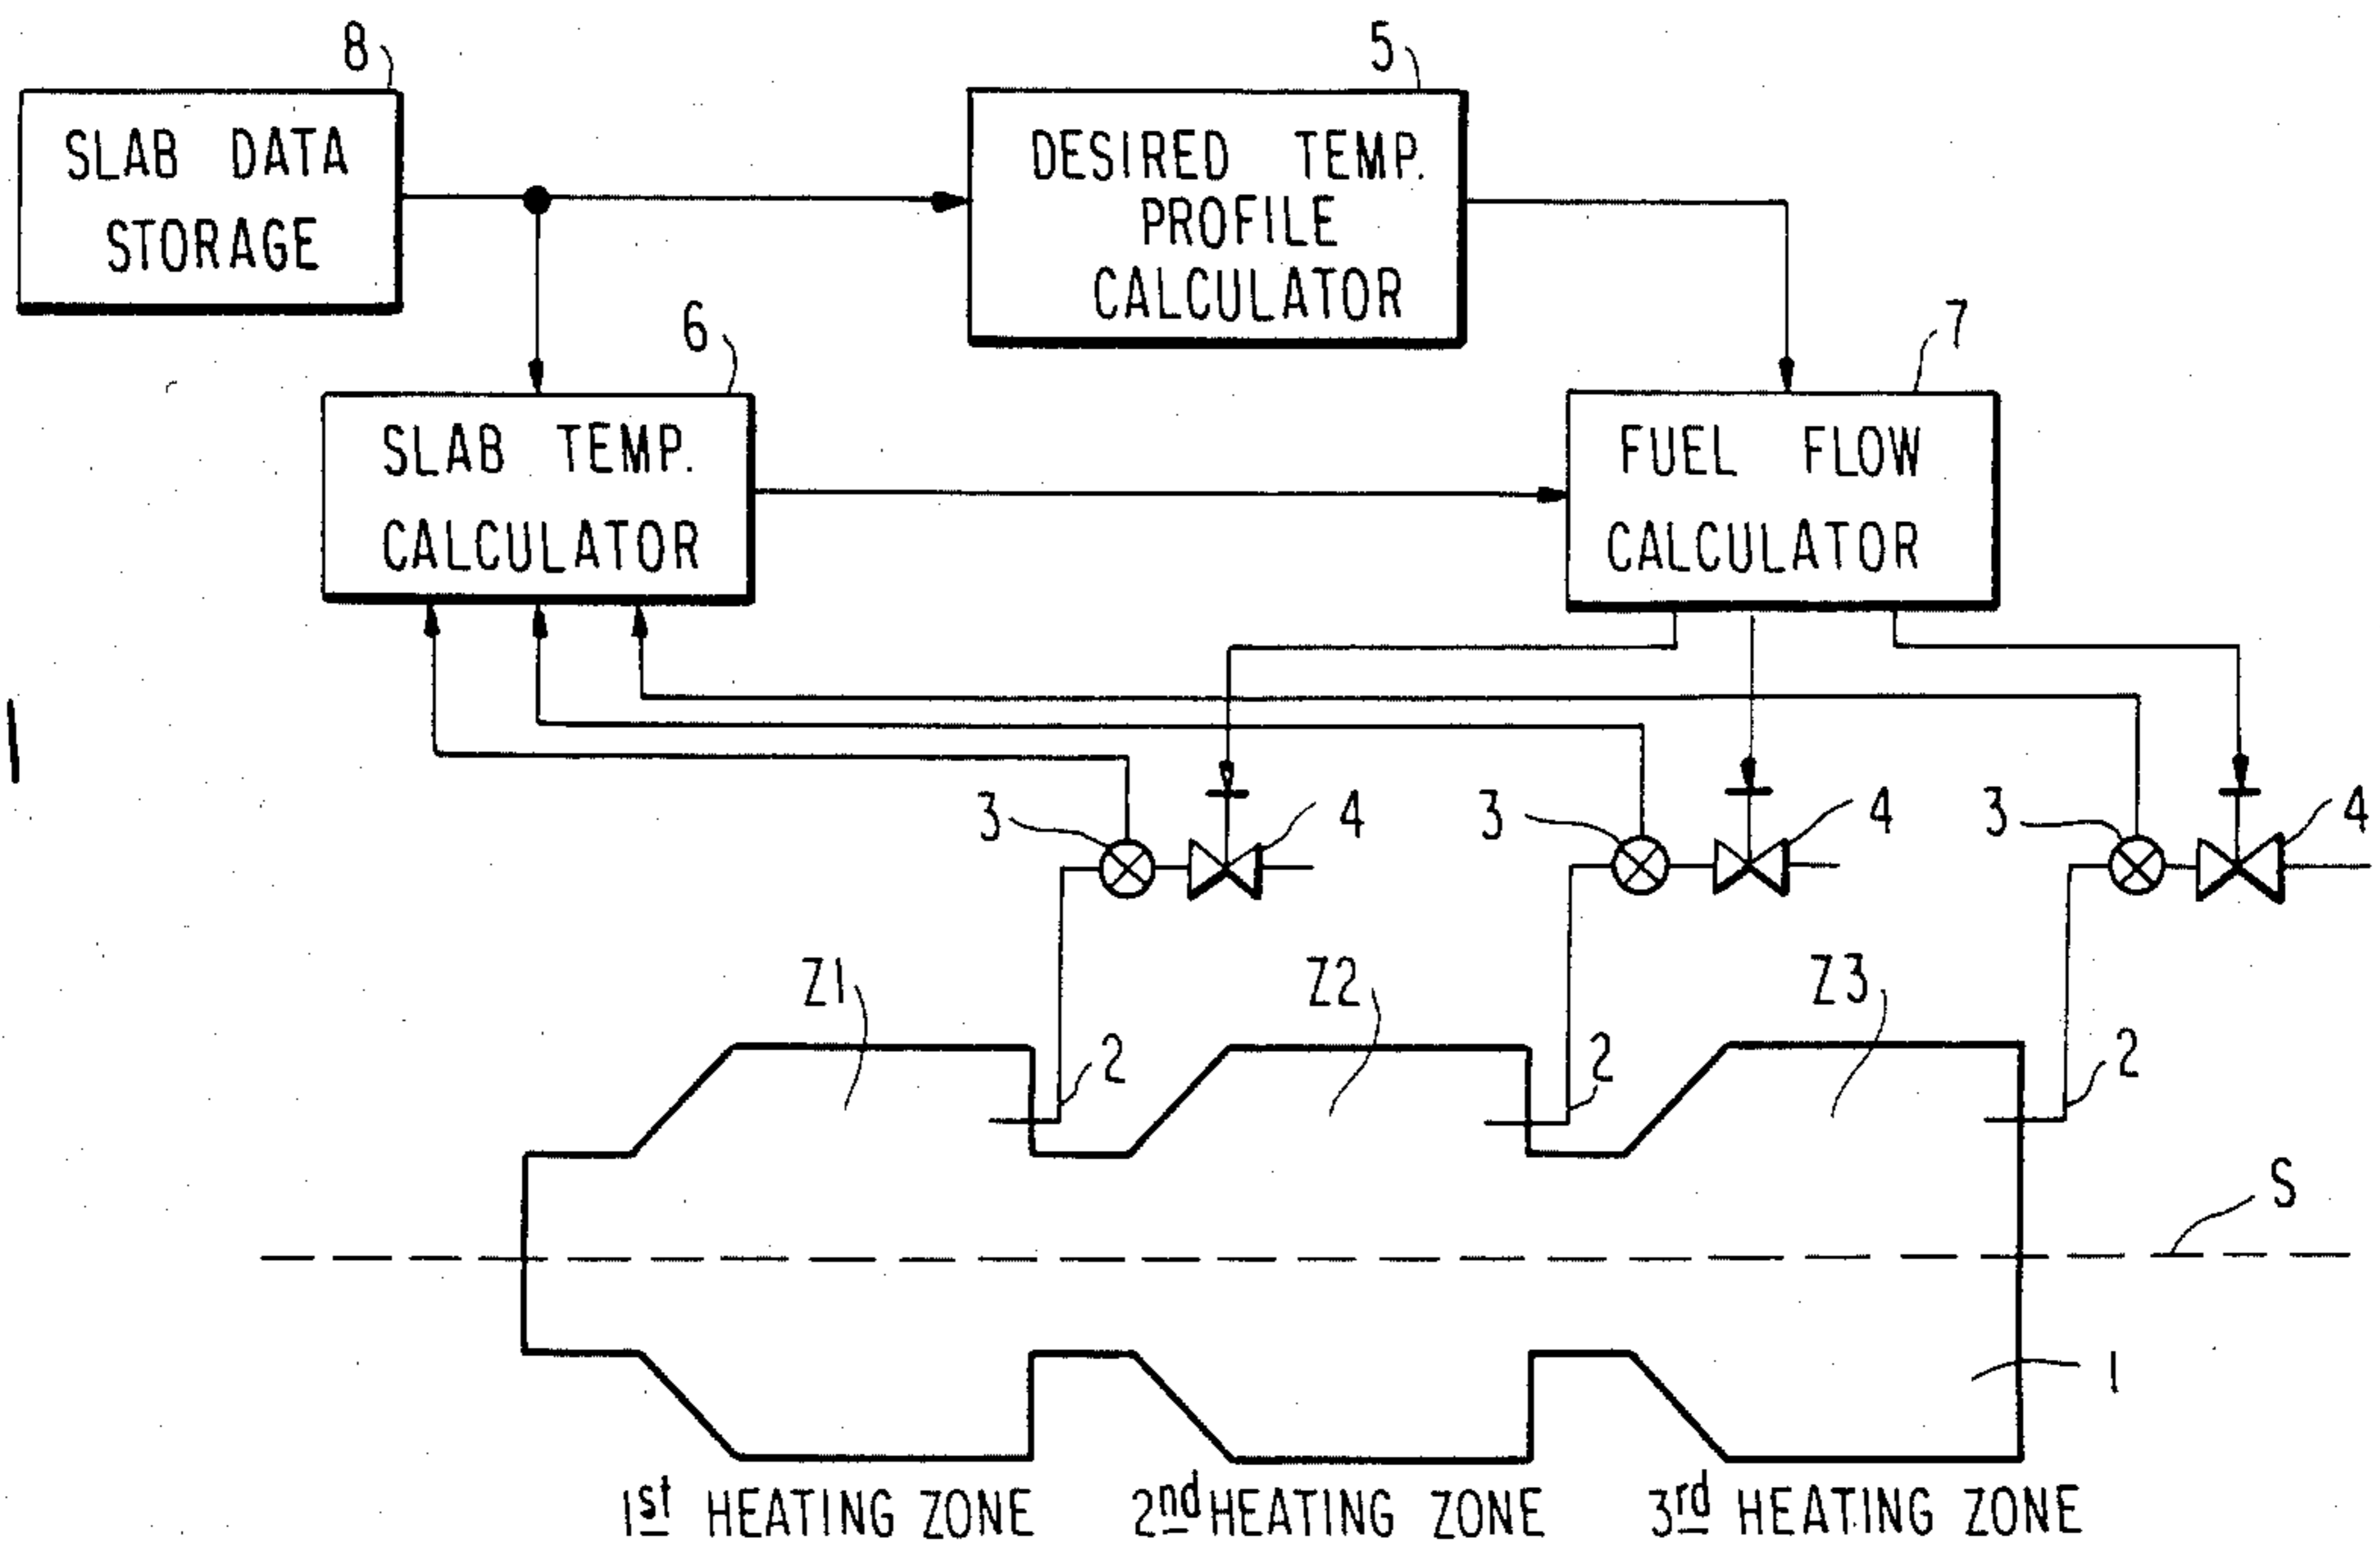 8
5
SLAB DATA
STORAGE
DESIRED TEMP.
PROFILE
CALCULATOR
6
7
SLAB TEMP.
CALCULATOR
FUEL FLOW
CALCULATOR
3
4
3
4
3
4
Z1
Z2
Z3
2
2
2
S
1
1st HEATING ZONE
2nd HEATING ZONE
3rd HEATING ZONE